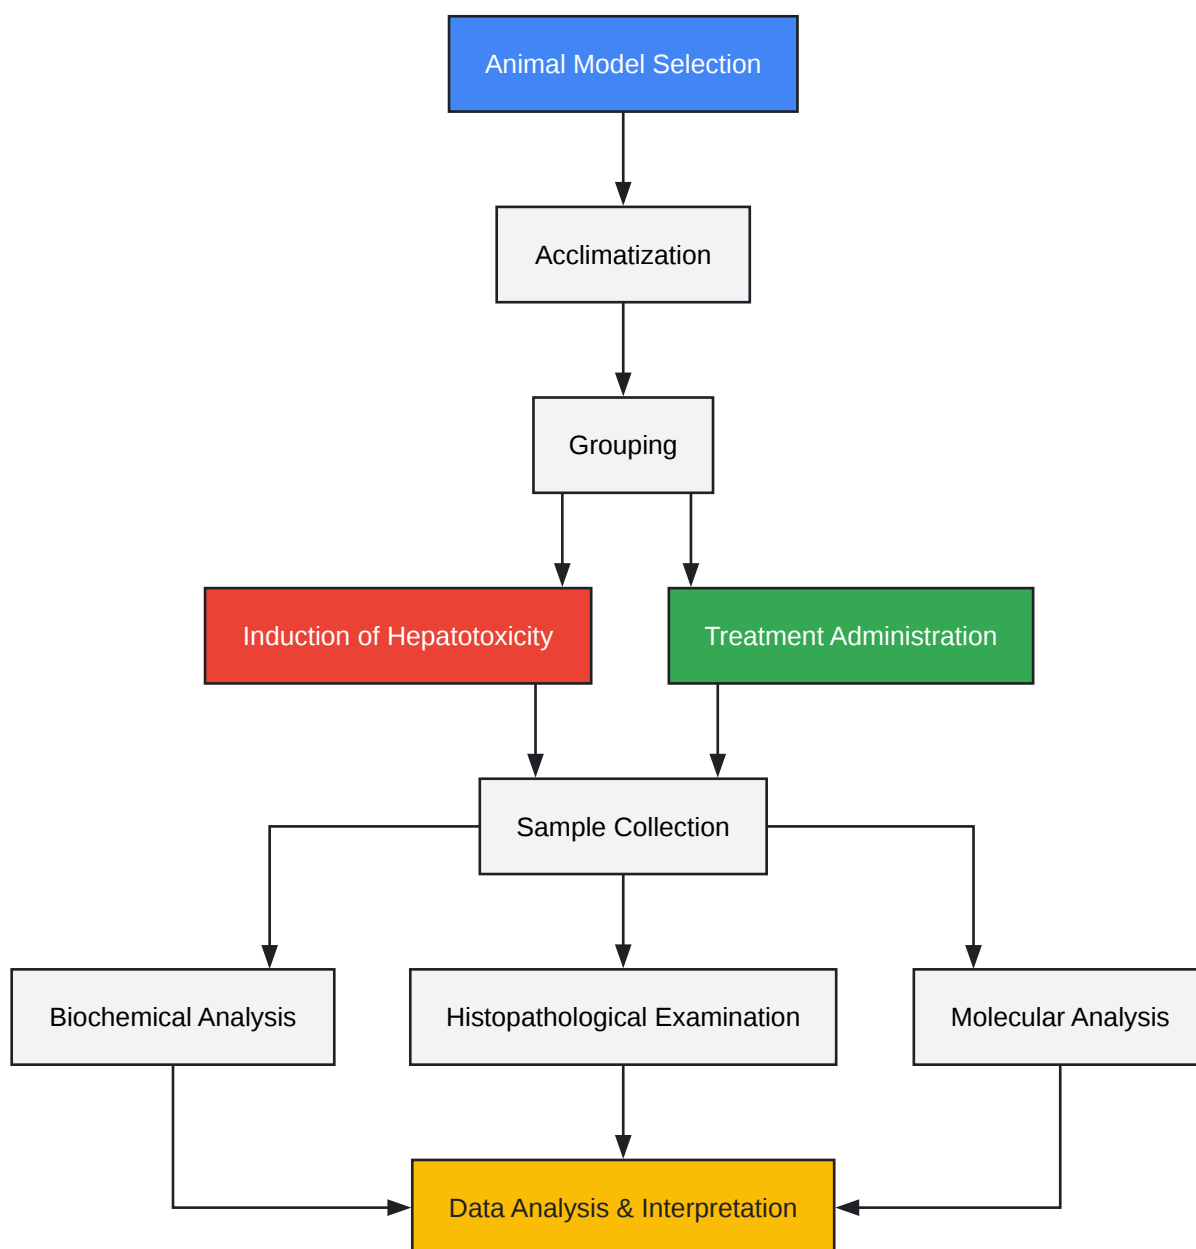 Animal Model Selection
Acclimatization
Grouping
Induction of Hepatotoxicity
Treatment Administration
Sample Collection
Biochemical Analysis
Histopathological Examination
Molecular Analysis
Data Analysis & Interpretation